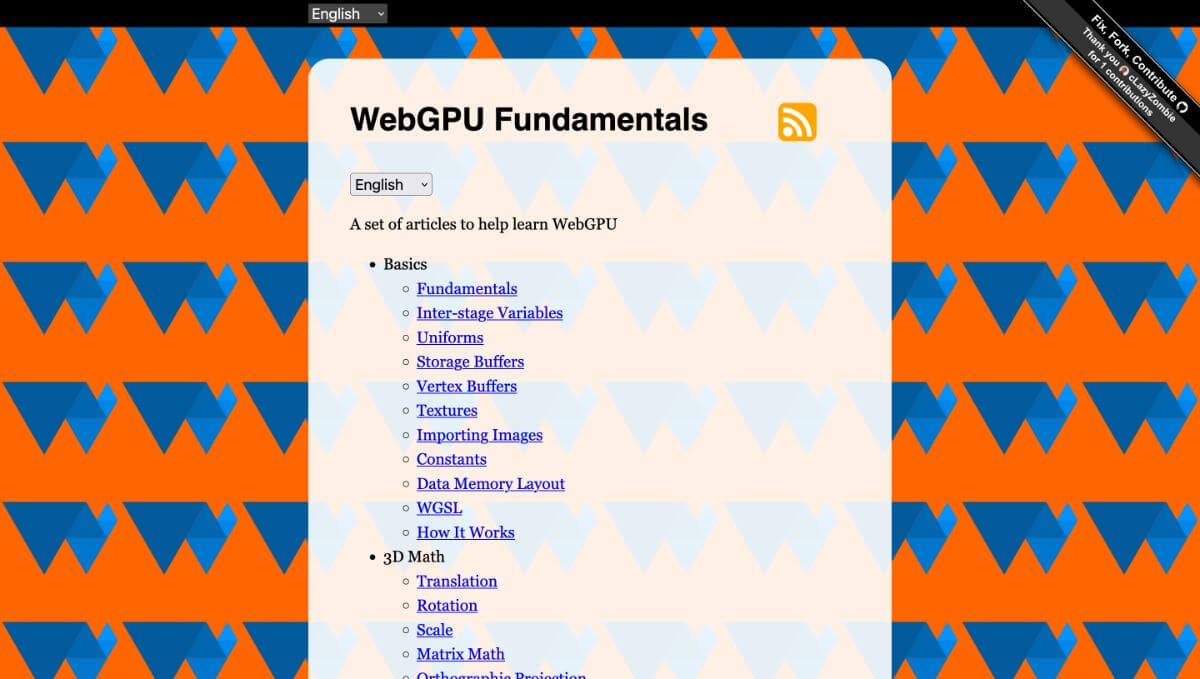 English
Fix, Fork, Contribute
Thank you cLazyZombie
for 1 contributions
WebGPU Fundamentals
English
A set of articles to help learn WebGPU
Basics
Fundamentals
Inter-stage Variables
Uniforms
Storage Buffers
Vertex Buffers
Textures
Importing Images
Constants
Data Memory Layout
WGSL
How It Works
3D Math
Translation
Rotation
Scale
Matrix Math
Orthographic Projection